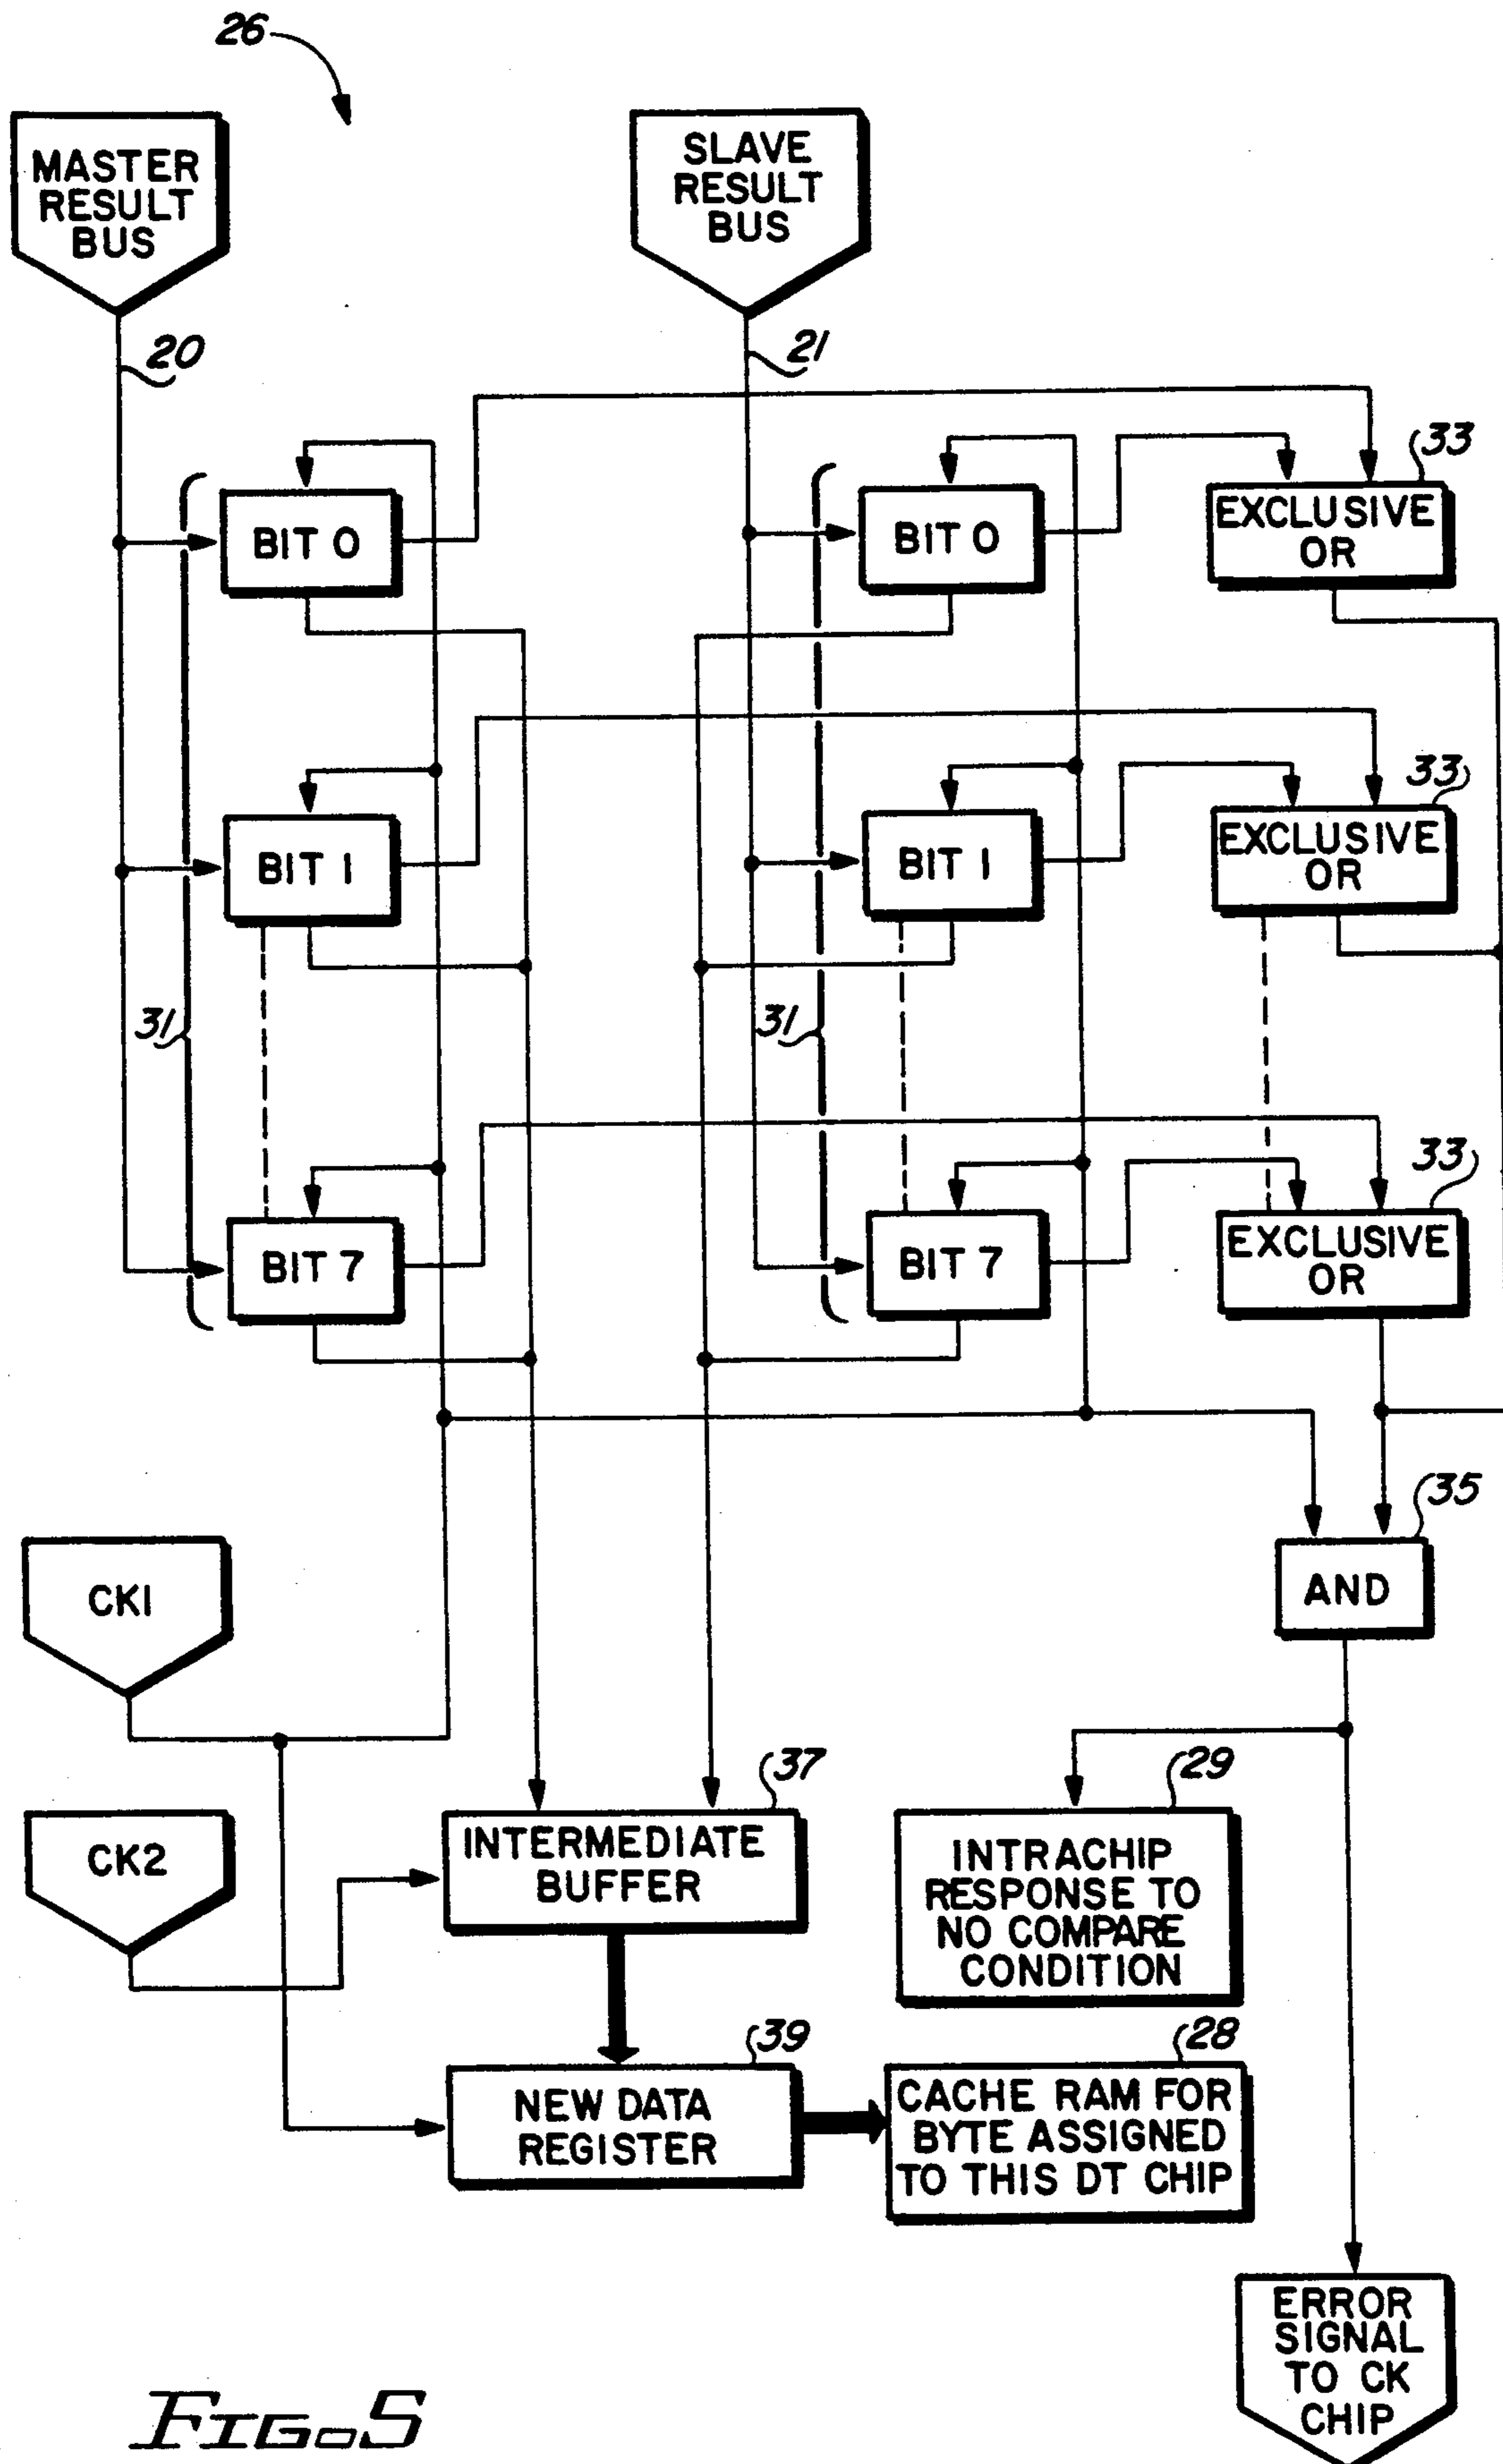 26
MASTER
RESULT
BUS
SLAVE
RESULT
BUS
20
21
33
BIT 0
BIT 0
EXCLUSIVE
OR
33
BIT 1
BIT 1
EXCLUSIVE
OR
31
31
33
BIT 7
BIT 7
EXCLUSIVE
OR
35
CK1
AND
37
29
CK2
INTERMEDIATE
BUFFER
INTRACHIP
RESPONSE TO
NO COMPARE
CONDITION
39
28
NEW DATA
REGISTER
CACHE RAM FOR
BYTE ASSIGNED
TO THIS DT CHIP
ERROR
SIGNAL
TO CK
CHIP
FIG. 5